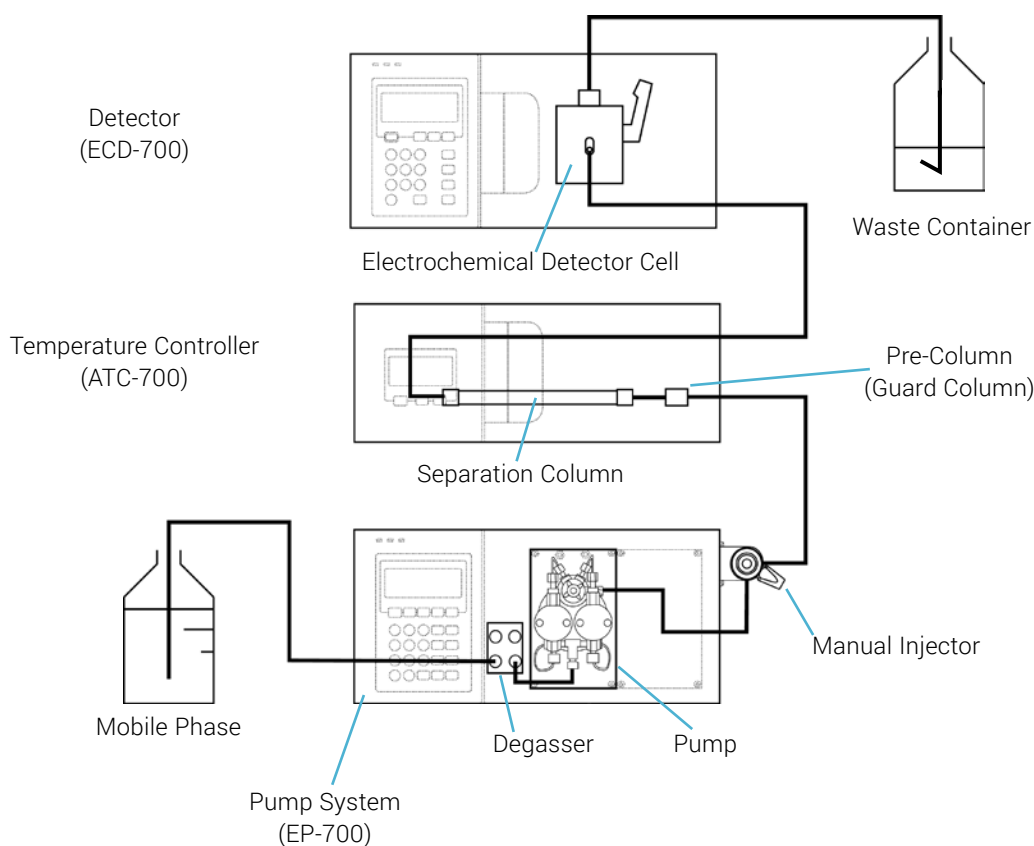 Detector
(ECD-700)
Waste Container
Electrochemical Detector Cell
Temperature Controller
(ATC-700)
Pre-Column
(Guard Column)
Separation Column
Manual Injector
Mobile Phase
Degasser
Pump
Pump System
(EP-700)